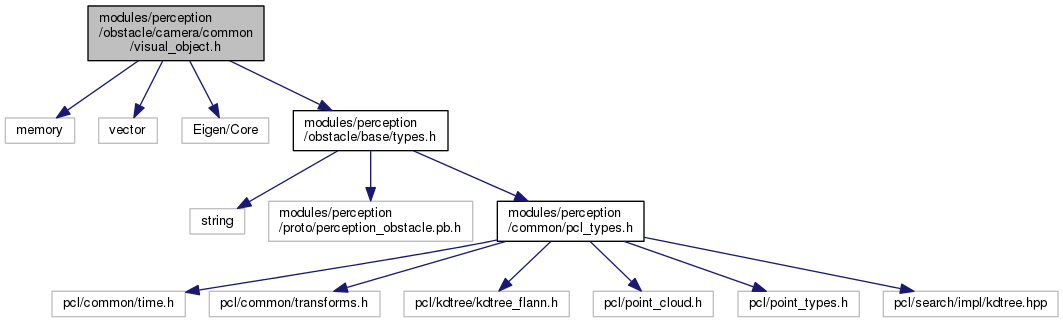 modules/perception
/obstacle/camera/common
/visual_object.h
memory
vector
Eigen/Core
modules/perception
/obstacle/base/types.h
string
modules/perception
/proto/perception_obstacle.pb.h
modules/perception
/common/pcl_types.h
pcl/common/time.h
pcl/common/transforms.h
pcl/kdtree/kdtree_flann.h
pcl/point_cloud.h
pcl/point_types.h
pcl/search/impl/kdtree.hpp